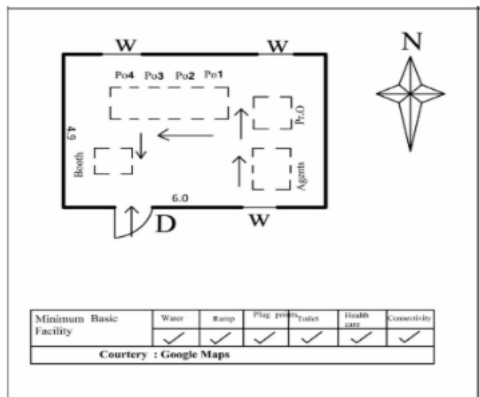 W W N
Po4 Po3 Po2 Po1
Pr.O
4.9
Booth
Agents
6.0
D W
Minimum Basic Facility Water Ramp Plug points Toilet Health care Connectivity
Courtery : Google Maps